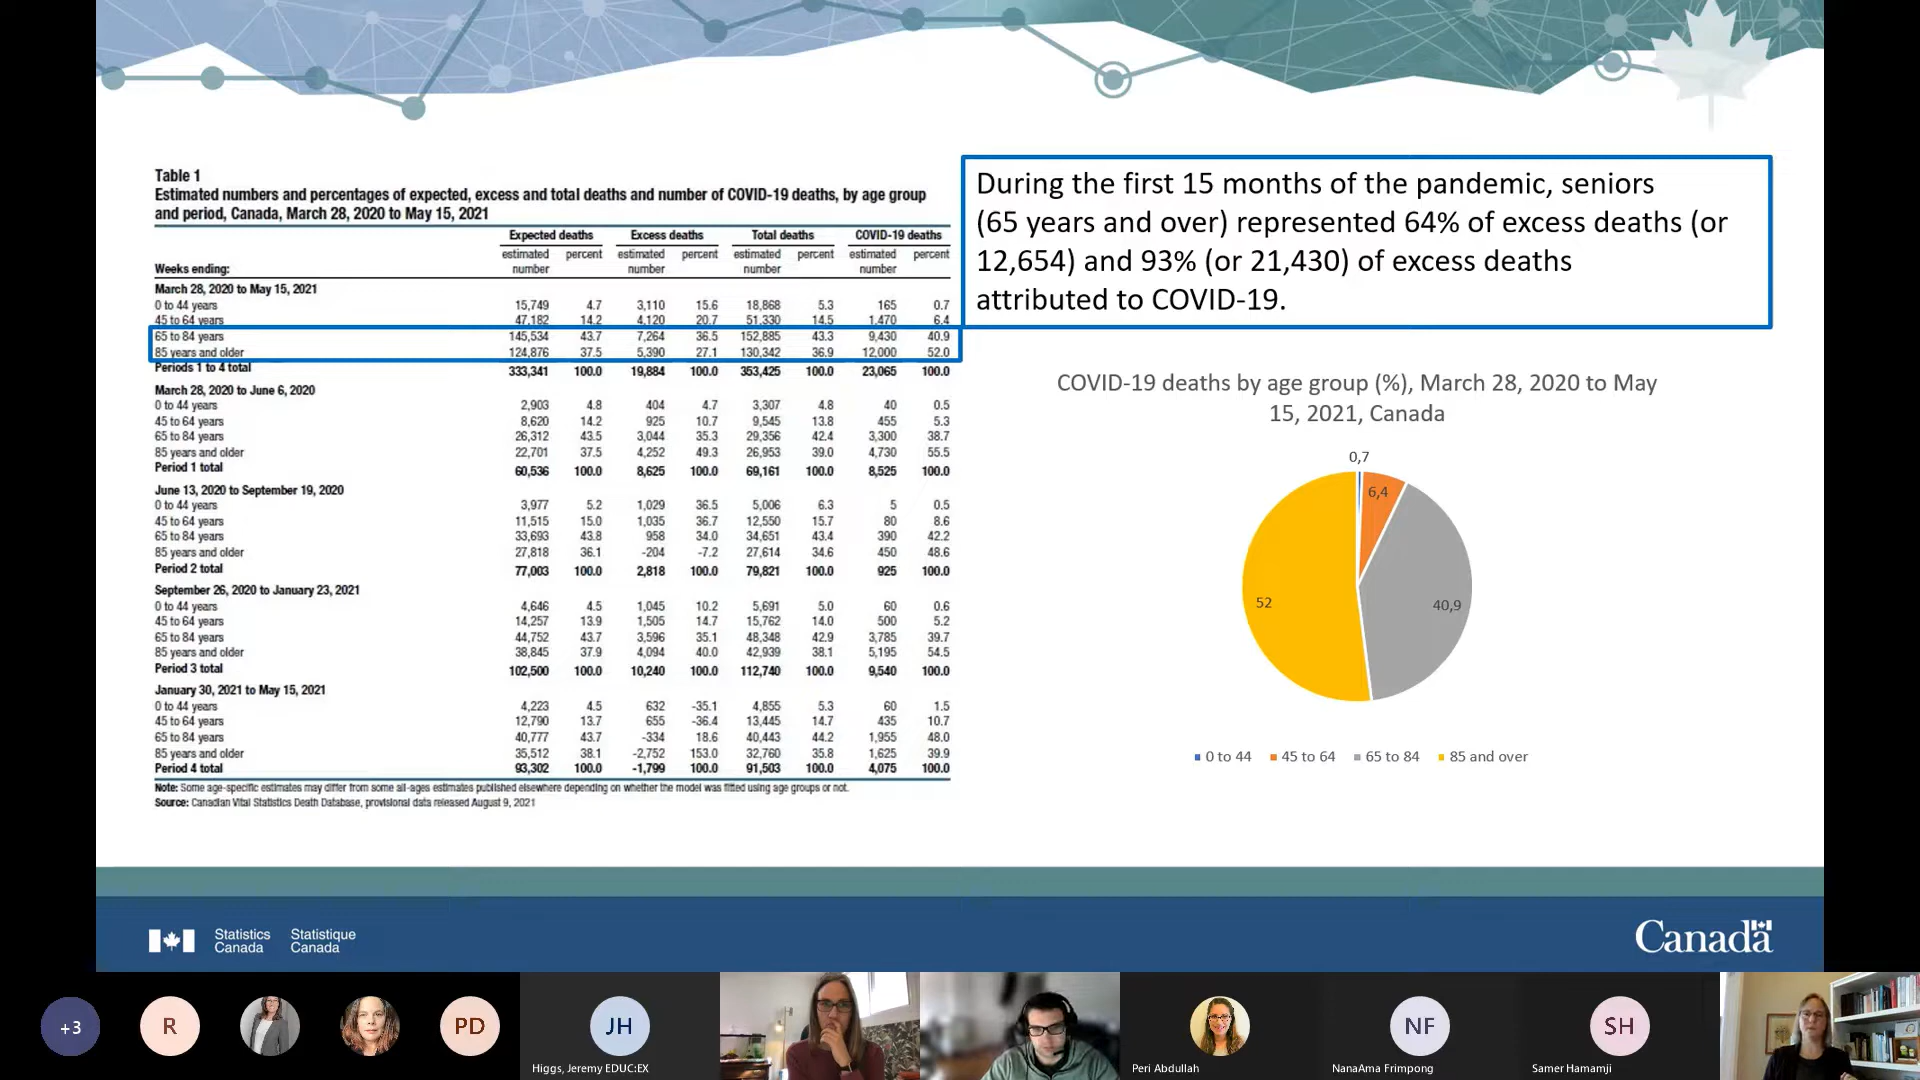 Table 1
Estimated numbers and percentages of expected, excess and total deaths and number of COVID-19 deaths, by age group
and period, Canada, March 28, 2020 to May 15, 2021
Expected deaths Excess deaths Total deaths COVID-19 deaths
estimated percent estimated percent estimated percent estimated percent
Weeks ending: number number number number
March 28, 2020 to May 15, 2021
0 to 44 years 15,749 4.7 3,110 15.6 18,868 5.3 165 0.7
45 to 64 years 47,182 14.2 4,120 20.7 51,330 14.5 1,470 6.4
65 to 84 years 145,534 43.7 7,264 36.5 152,885 43.3 9,430 40.9
85 years and older 124,876 37.5 5,390 27.1 130,342 36.9 12,000 52.0
Periods 1 to 4 total 333,341 100.0 19,884 100.0 353,425 100.0 23,065 100.0
March 28, 2020 to June 6, 2020
0 to 44 years 2,903 4.8 404 4.7 3,307 4.8 40 0.5
45 to 64 years 8,620 14.2 925 10.7 9,545 13.8 455 5.3
65 to 84 years 26,312 43.5 3,044 35.3 29,356 42.4 3,300 38.7
85 years and older 22,701 37.5 4,252 49.3 26,953 39.0 4,730 55.5
Period 1 total 60,536 100.0 8,625 100.0 69,161 100.0 8,525 100.0
June 13, 2020 to September 19, 2020
0 to 44 years 3,977 5.2 1,029 36.5 5,006 6.3 5 0.5
45 to 64 years 11,515 15.0 1,035 36.7 12,550 15.7 80 8.6
65 to 84 years 33,693 43.8 958 34.0 34,651 43.4 390 42.2
85 years and older 27,818 36.1 -204 -7.2 27,614 34.6 450 48.6
Period 2 total 77,003 100.0 2,818 100.0 79,821 100.0 925 100.0
September 26, 2020 to January 23, 2021
0 to 44 years 4,646 4.5 1,045 10.2 5,691 5.0 60 0.6
45 to 64 years 14,257 13.9 1,505 14.7 15,762 14.0 500 5.2
65 to 84 years 44,752 43.7 3,596 35.1 48,348 42.9 3,785 39.7
85 years and older 38,845 37.9 4,094 40.0 42,939 38.1 5,195 54.5
Period 3 total 102,500 100.0 10,240 100.0 112,740 100.0 9,540 100.0
January 30, 2021 to May 15, 2021
0 to 44 years 4,223 4.5 632 -35.1 4,855 5.3 60 1.5
45 to 64 years 12,790 13.7 655 -36.4 13,445 14.7 435 10.7
65 to 84 years 40,777 43.7 -334 18.6 40,443 44.2 1,955 48.0
85 years and older 35,512 38.1 -2,752 153.0 32,760 35.8 1,625 39.9
Period 4 total 93,302 100.0 -1,799 100.0 91,503 100.0 4,075 100.0
Note: Some age-specific estimates may differ from some all-ages estimates published elsewhere depending on whether the model was fitted using age groups or not.
Source: Canadian Vital Statistics Death Database, provisional data released August 9, 2021
During the first 15 months of the pandemic, seniors
(65 years and over) represented 64% of excess deaths (or
12,654) and 93% (or 21,430) of excess deaths
attributed to COVID-19.
COVID-19 deaths by age group (%), March 28, 2020 to May
15, 2021, Canada
0,7
6,4
40,9
52
0 to 44 45 to 64 65 to 84 85 and over
Statistics Statistique
Canada Canada
Canada
+3
R
PD
JH
Higgs, Jeremy EDUC:EX
Peri Abdullah
NF
NanaAma Frimpong
SH
Samer Hamamji